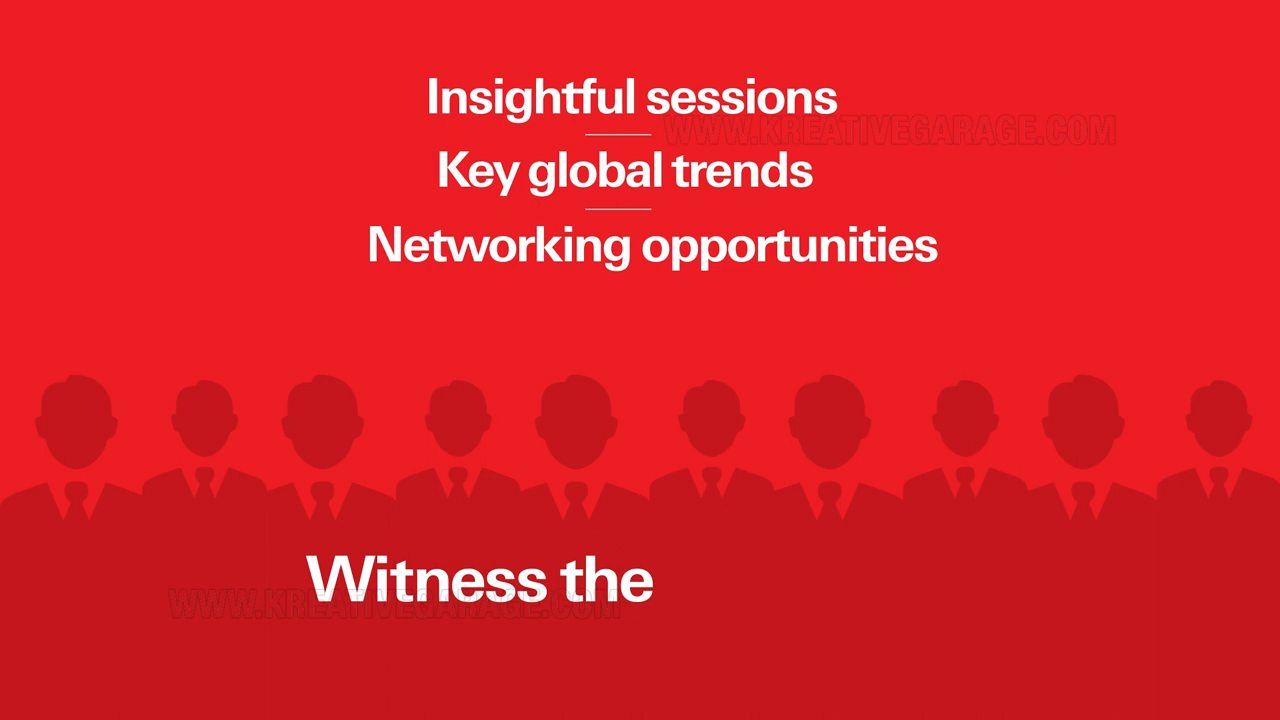 Insightful sessions
WWW.KREATIVEGARAGE.COM
Key global trends
Networking opportunities
Witness the
WWW.KREATIVEGARAGE.COM